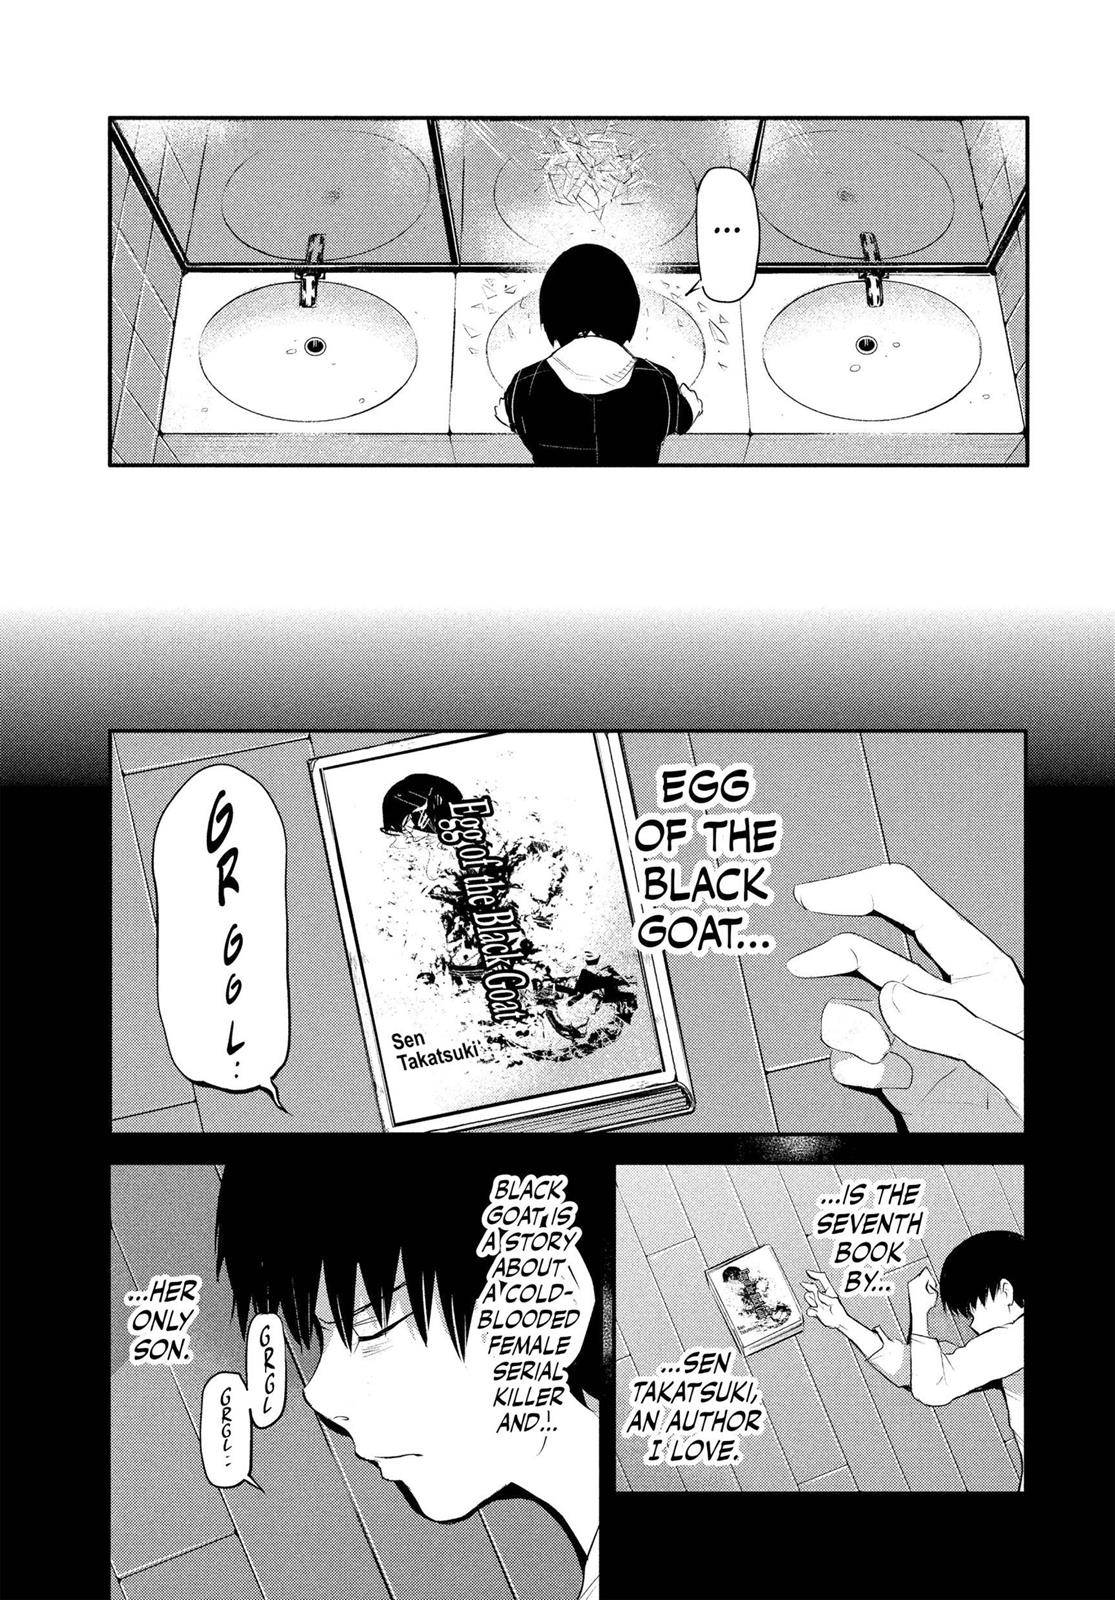 ...
EGG
OF THE
BLACK
GOAT...
Egg of the Black Goat
Sen
Takatsuki
GRGGL..
...IS THE
SEVENTH
BOOK
BY...
...SEN
TAKATSUKI,
AN AUTHOR
I LOVE.
BLACK
GOAT IS
A STORY
ABOUT
A COLD-
BLOODED
FEMALE
SERIAL
KILLER
AND...
...HER
ONLY
SON.
GRGL
GRGL..